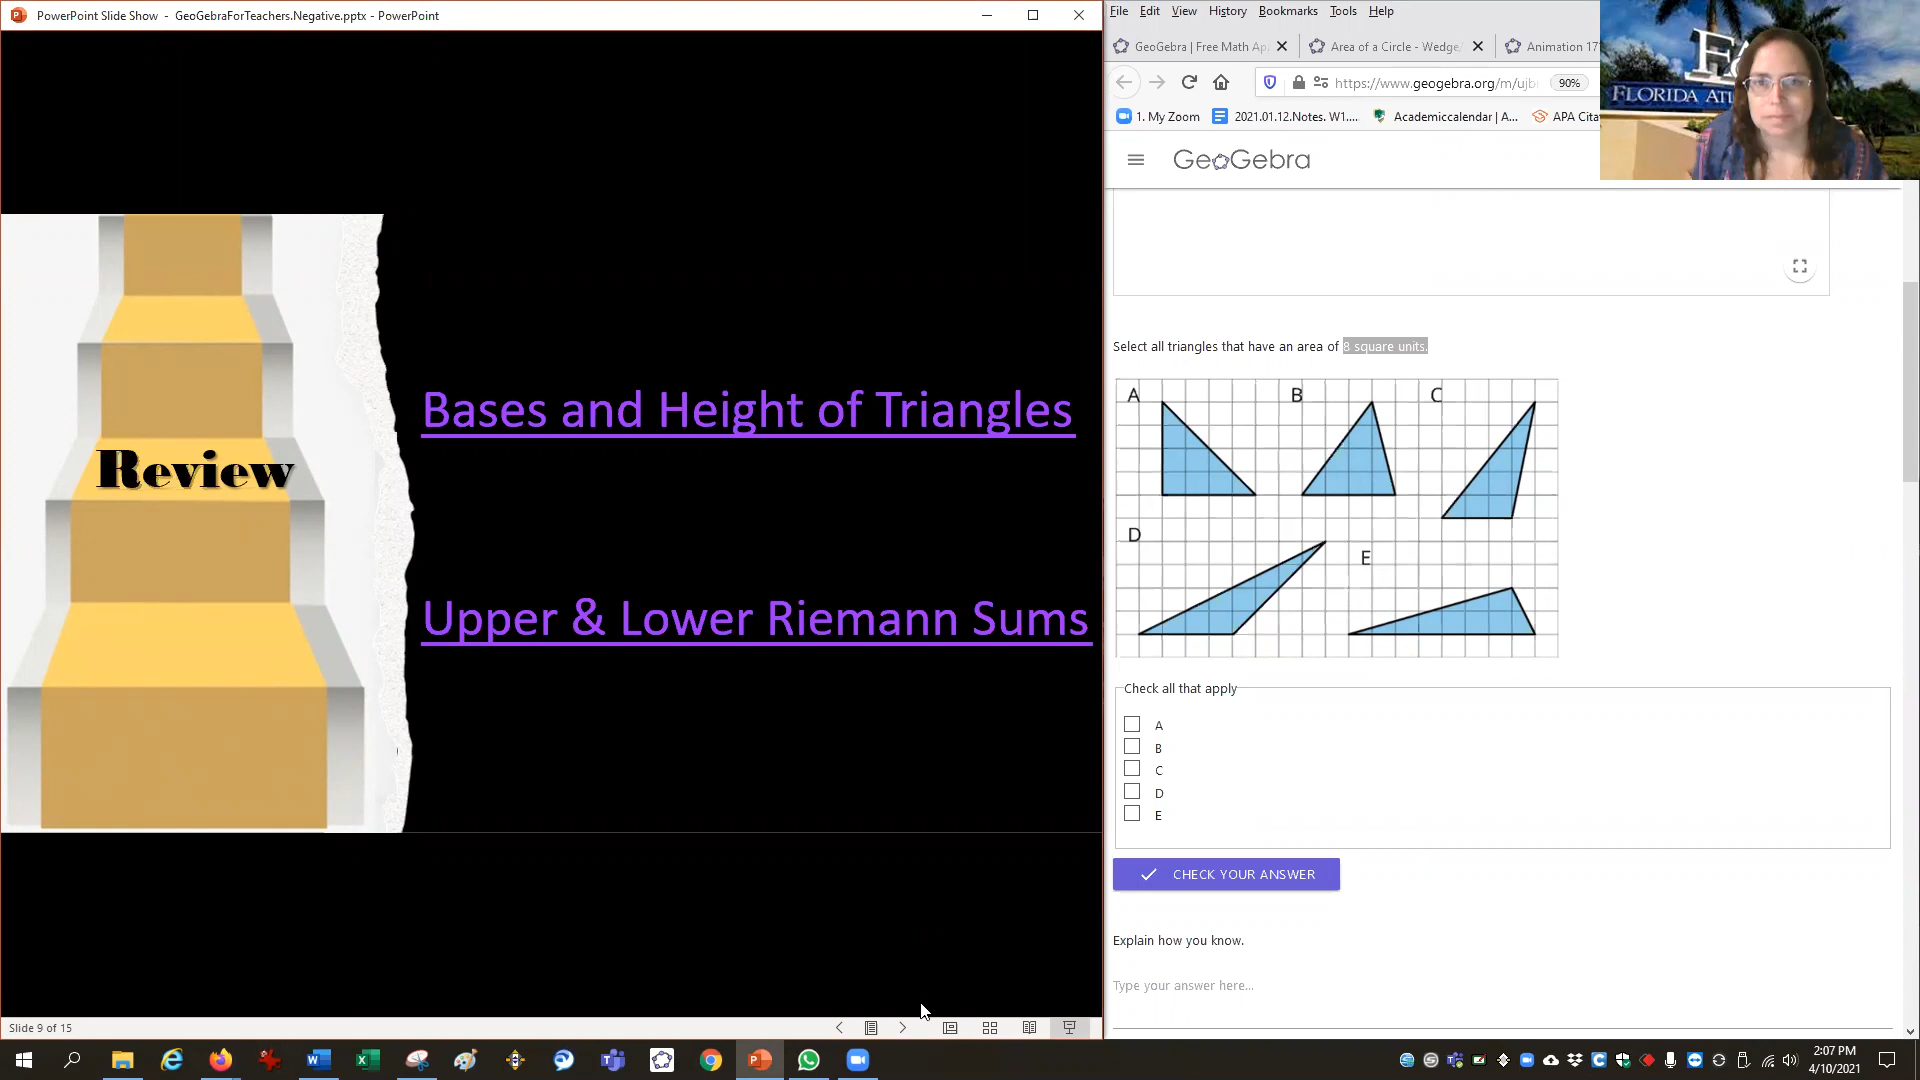 PowerPoint Slide Show - GeoGebraForTeachers.Negative.pptx - PowerPoint
Review
Bases and Height of Triangles
Upper & Lower Riemann Sums
Slide 9 of 15
File Edit View History Bookmarks Tools Help
GeoGebra | Free Math Ap
Area of a Circle - Wedge/
Animation 17
https://www.geogebra.org/m/ujb
90%
1. My Zoom
2021.01.12.Notes. W1....
Academiccalendar | A...
APA Cita
FLORIDA ATL
GeoGebra
Select all triangles that have an area of 8 square units.
A
B
C
D
E
Check all that apply
A
B
C
D
E
CHECK YOUR ANSWER
Explain how you know.
Type your answer here...
2:07 PM
4/10/2021